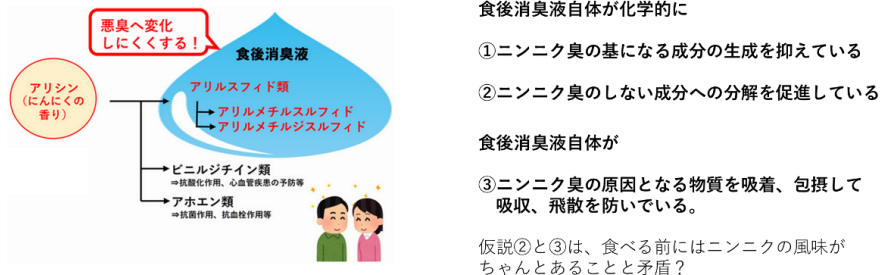 悪臭へ変化
しにくくする！
食後消臭液
アリルスフィド類
アリルメチルスルフィド
アリルメチルジスルフィド
アリシン
（にんにくの
香り）
ビニルジチイン類
⇒抗酸化作用、心血管疾患の予防等
アホエン類
⇒抗菌作用、抗血栓作用等
食後消臭液自体が化学的に
①ニンニク臭の基になる成分の生成を抑えている
②ニンニク臭のしない成分への分解を促進している
食後消臭液自体が
③ニンニク臭の原因となる物質を吸着、包摂して
吸収、飛散を防いでいる。
仮説②と③は、食べる前にはニンニクの風味が
ちゃんとあることと矛盾？